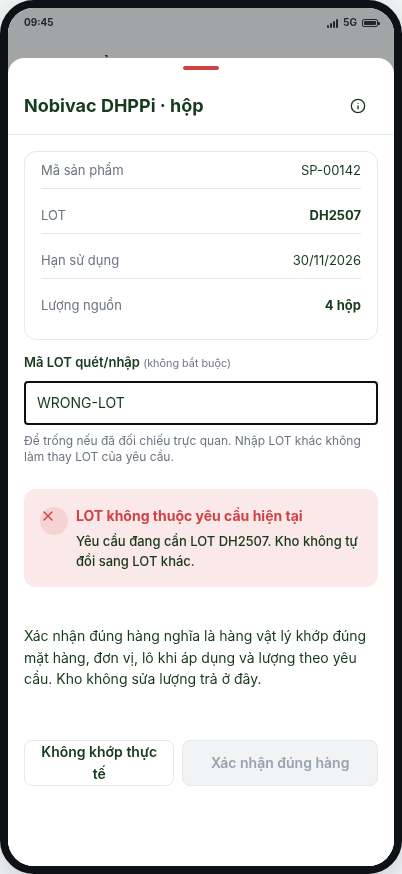 09:45
5G
Nobivac DHPPi · hộp
Mã sản phẩm SP-00142
LOT DH2507
Hạn sử dụng 30/11/2026
Lượng nguồn 4 hộp
Mã LOT quét/nhập (không bắt buộc)
WRONG-LOT
Để trống nếu đã đối chiếu trực quan. Nhập LOT khác không
làm thay LOT của yêu cầu.
LOT không thuộc yêu cầu hiện tại
Yêu cầu đang cần LOT DH2507. Kho không tự
đổi sang LOT khác.
Xác nhận đúng hàng nghĩa là hàng vật lý khớp đúng
mặt hàng, đơn vị, lô khi áp dụng và lượng theo yêu
cầu. Kho không sửa lượng trả ở đây.
Không khớp thực
tế
Xác nhận đúng hàng